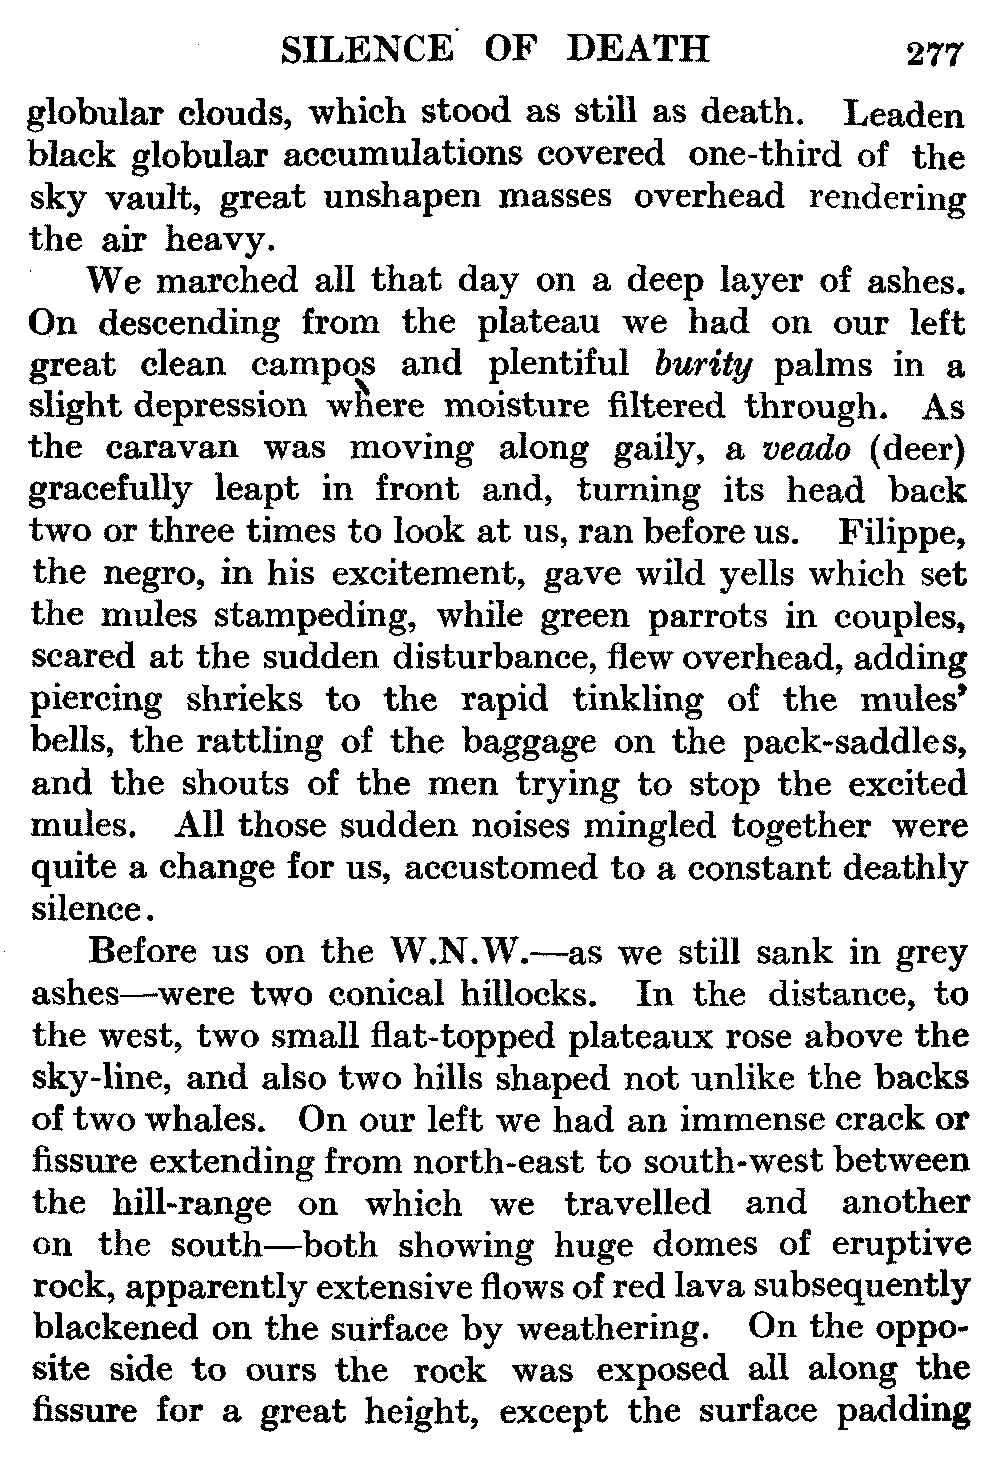 SILENCE OF DEATH 277
globular clouds, which stood as still as death. Leaden
black globular accumulations covered one-third of the
sky vault, great unshapen masses overhead rendering
the air heavy.
We marched all that day on a deep layer of ashes.
On descending from the plateau we had on our left
great clean campos and plentiful burity palms in a
slight depression where moisture filtered through. As
the caravan was moving along gaily, a veado (deer)
gracefully leapt in front and, turning its head back
two or three times to look at us, ran before us. Filippe,
the negro, in his excitement, gave wild yells which set
the mules stampeding, while green parrots in couples,
scared at the sudden disturbance, flew overhead, adding
piercing shrieks to the rapid tinkling of the mules'
bells, the rattling of the baggage on the pack-saddles,
and the shouts of the men trying to stop the excited
mules. All those sudden noises mingled together were
quite a change for us, accustomed to a constant deathly
silence.
Before us on the W.N.W.—as we still sank in grey
ashes—were two conical hillocks. In the distance, to
the west, two small flat-topped plateaux rose above the
sky-line, and also two hills shaped not unlike the backs
of two whales. On our left we had an immense crack or
fissure extending from north-east to south-west between
the hill-range on which we travelled and another
on the south—both showing huge domes of eruptive
rock, apparently extensive flows of red lava subsequently
blackened on the surface by weathering. On the oppo-
site side to ours the rock was exposed all along the
fissure for a great height, except the surface padding